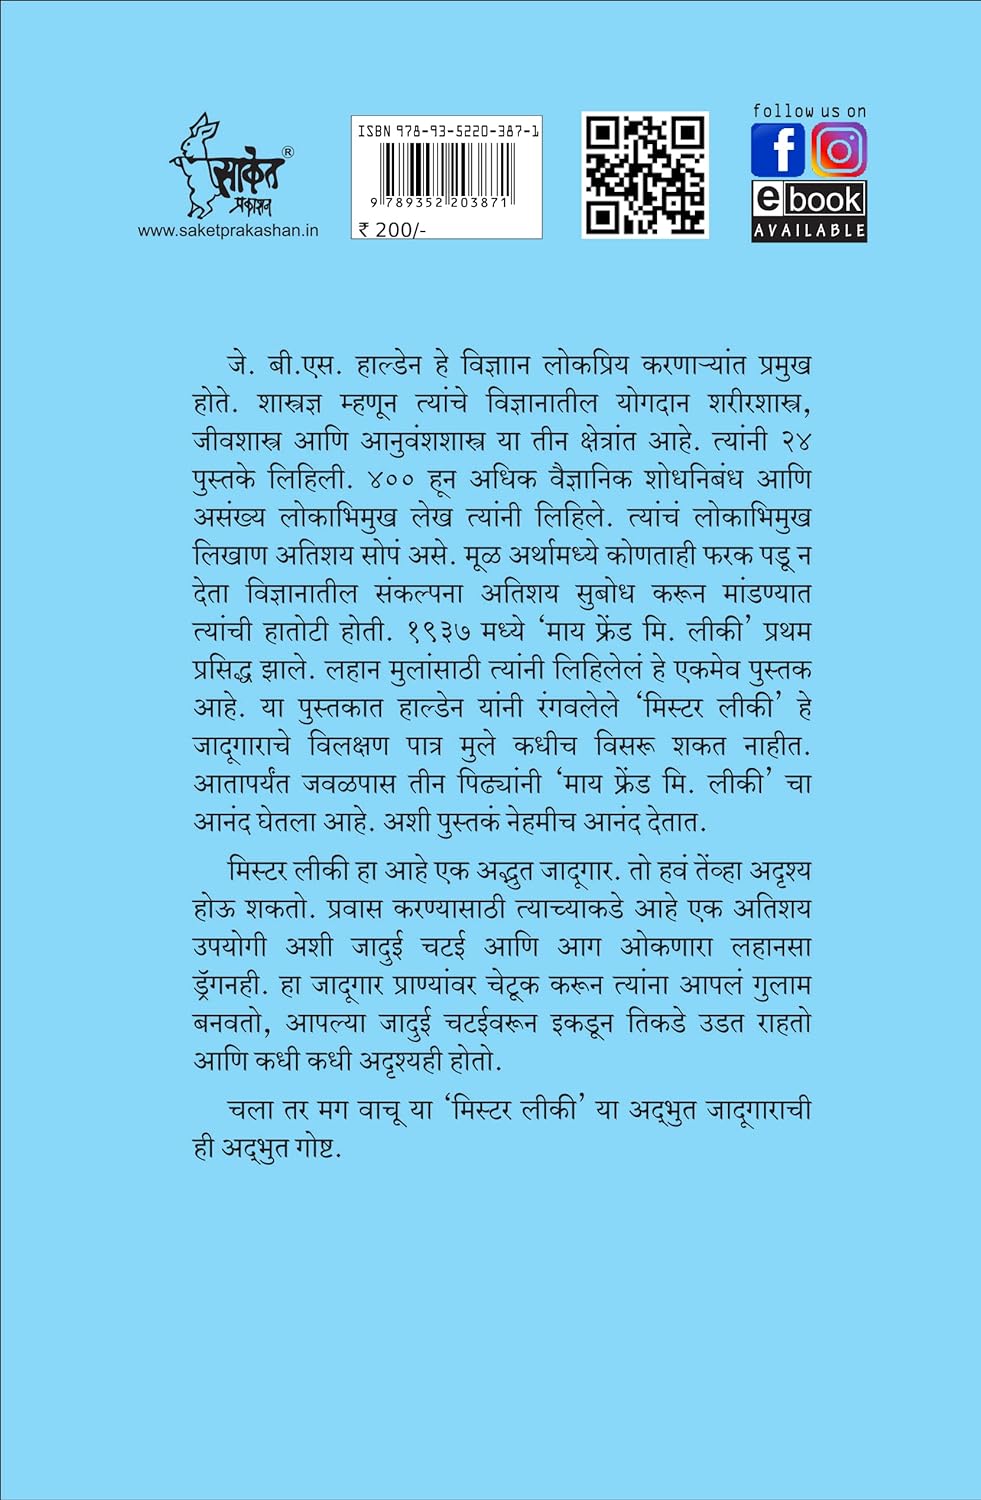 साकेत®
प्रकाशन
www.saketprakashan.in
ISBN 978-93-5220-387-1
9 789352 203871
₹ 200/-
follow us on
f
ebook
AVAILABLE
जे. बी.एस. हाल्डेन हे विज्ञाान लोकप्रिय करणाऱ्यांत प्रमुख
होते. शास्त्रज्ञ म्हणून त्यांचे विज्ञानातील योगदान शरीरशास्त्र,
जीवशास्त्र आणि आनुवंशशास्त्र या तीन क्षेत्रांत आहे. त्यांनी २४
पुस्तके लिहिली. ४०० हून अधिक वैज्ञानिक शोधनिबंध आणि
असंख्य लोकाभिमुख लेख त्यांनी लिहिले. त्यांचं लोकाभिमुख
लिखाण अतिशय सोपं असे. मूळ अर्थामध्ये कोणताही फरक पडू न
देता विज्ञानातील संकल्पना अतिशय सुबोध करून मांडण्यात
त्यांची हातोटी होती. १९३७ मध्ये ‘माय फ्रेंड मि. लीकी’ प्रथम
प्रसिद्ध झाले. लहान मुलांसाठी त्यांनी लिहिलेलं हे एकमेव पुस्तक
आहे. या पुस्तकात हाल्डेन यांनी रंगवलेले ‘मिस्टर लीकी’ हे
जादूगाराचे विलक्षण पात्र मुले कधीच विसरू शकत नाहीत.
आतापर्यंत जवळपास तीन पिढ्यांनी ‘माय फ्रेंड मि. लीकी’ चा
आनंद घेतला आहे. अशी पुस्तकं नेहमीच आनंद देतात.
मिस्टर लीकी हा आहे एक अद्भुत जादूगार. तो हवं तेंव्हा अदृश्य
होऊ शकतो. प्रवास करण्यासाठी त्याच्याकडे आहे एक अतिशय
उपयोगी अशी जादुई चटई आणि आग ओकणारा लहानसा
ड्रॅगनही. हा जादूगार प्राण्यांवर चेटूक करून त्यांना आपलं गुलाम
बनवतो, आपल्या जादुई चटईवरून इकडून तिकडे उडत राहतो
आणि कधी कधी अदृश्यही होतो.
चला तर मग वाचू या ‘मिस्टर लीकी’ या अद्‌भुत जादूगाराची
ही अद्‌भुत गोष्ट.